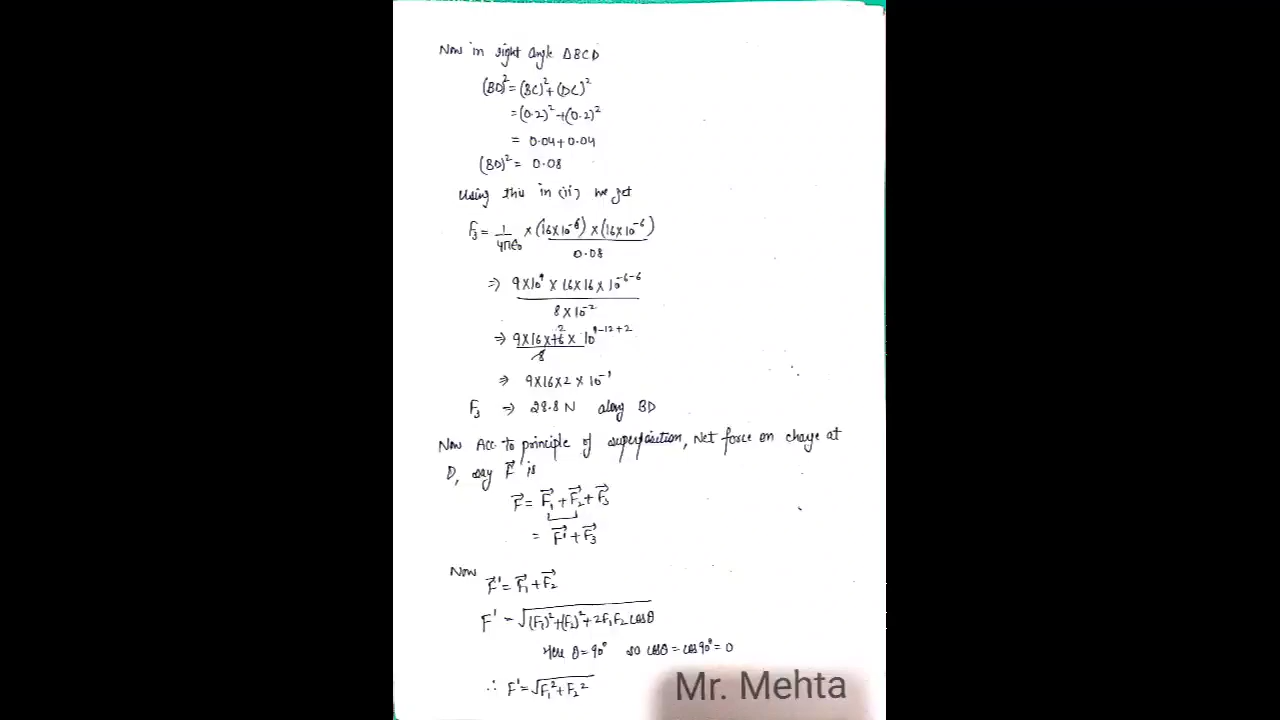 Now in right angle ΔBCD
(BD)² = (BC)² + (DC)²
= (0.2)² + (0.2)²
= 0.04 + 0.04
(BD)² = 0.08
Using this in (ii) we get
F₃ = 1/4πε₀ × (16×10⁻⁶) × (16×10⁻⁶) / 0.08
⇒ 9×10⁹ × 16×16 × 10⁻⁶⁻⁶ / 8×10⁻²
⇒ 9×16×16² × 10⁹⁻¹²⁺² / 8
⇒ 9×16×2 × 10⁻¹
F₃ ⇒ 28.8 N along BD
Now Acc. to principle of superposition, Net force on charge at
D, say F⃗ is
F⃗ = F⃗₁ + F⃗₂ + F⃗₃
= F⃗' + F⃗₃
Now
F⃗' = F⃗₁ + F⃗₂
F' = √(F₁)² + (F₂)² + 2F₁F₂ cosθ
Here θ = 90° so cosθ = cos 90° = 0
∴ F' = √F₁² + F₂²
Mr. Mehta